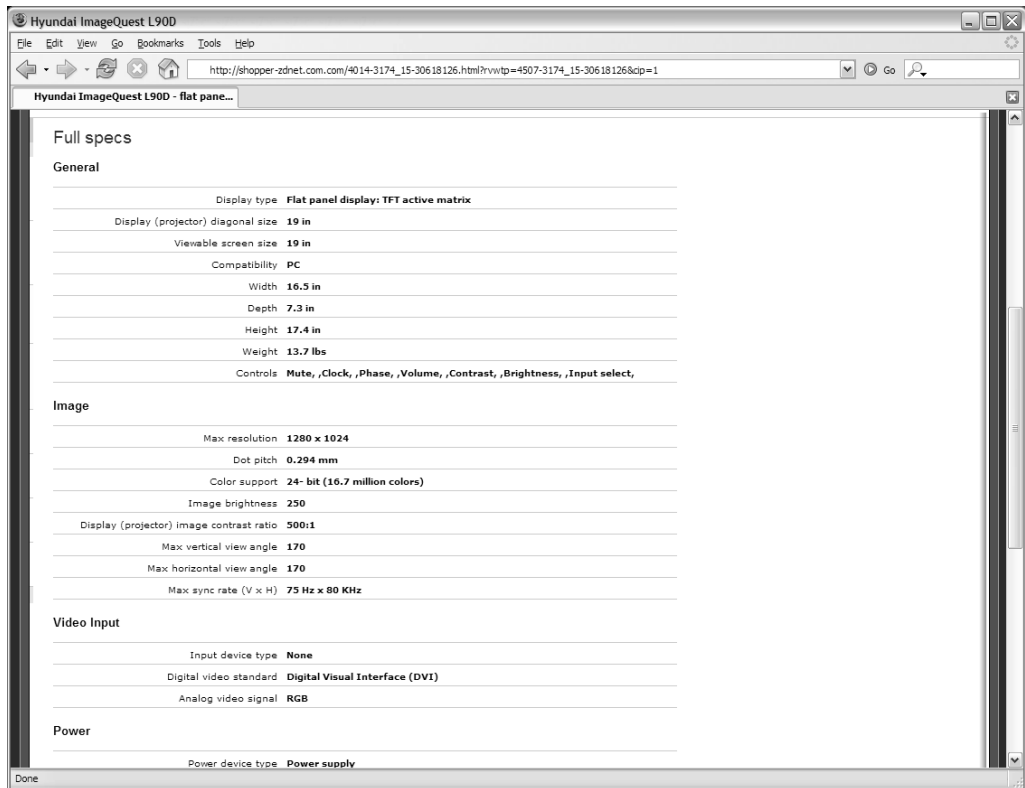 Hyundai ImageQuest L90D
File Edit View Go Bookmarks Tools Help
http://shopper-zdnet.com.com/4014-3174_15-30618126.html?rvwtp=4507-3174_15-30618126&cip=1 Go
Hyundai ImageQuest L90D - flat pane...
Full specs
General
Display type Flat panel display: TFT active matrix
Display (projector) diagonal size 19 in
Viewable screen size 19 in
Compatibility PC
Width 16.5 in
Depth 7.3 in
Height 17.4 in
Weight 13.7 lbs
Controls Mute, ,Clock, ,Phase, ,Volume, ,Contrast, ,Brightness, ,Input select,
Image
Max resolution 1280 x 1024
Dot pitch 0.294 mm
Color support 24- bit (16.7 million colors)
Image brightness 250
Display (projector) image contrast ratio 500:1
Max vertical view angle 170
Max horizontal view angle 170
Max sync rate (V x H) 75 Hz x 80 KHz
Video Input
Input device type None
Digital video standard Digital Visual Interface (DVI)
Analog video signal RGB
Power
Power device type Power supply
Done